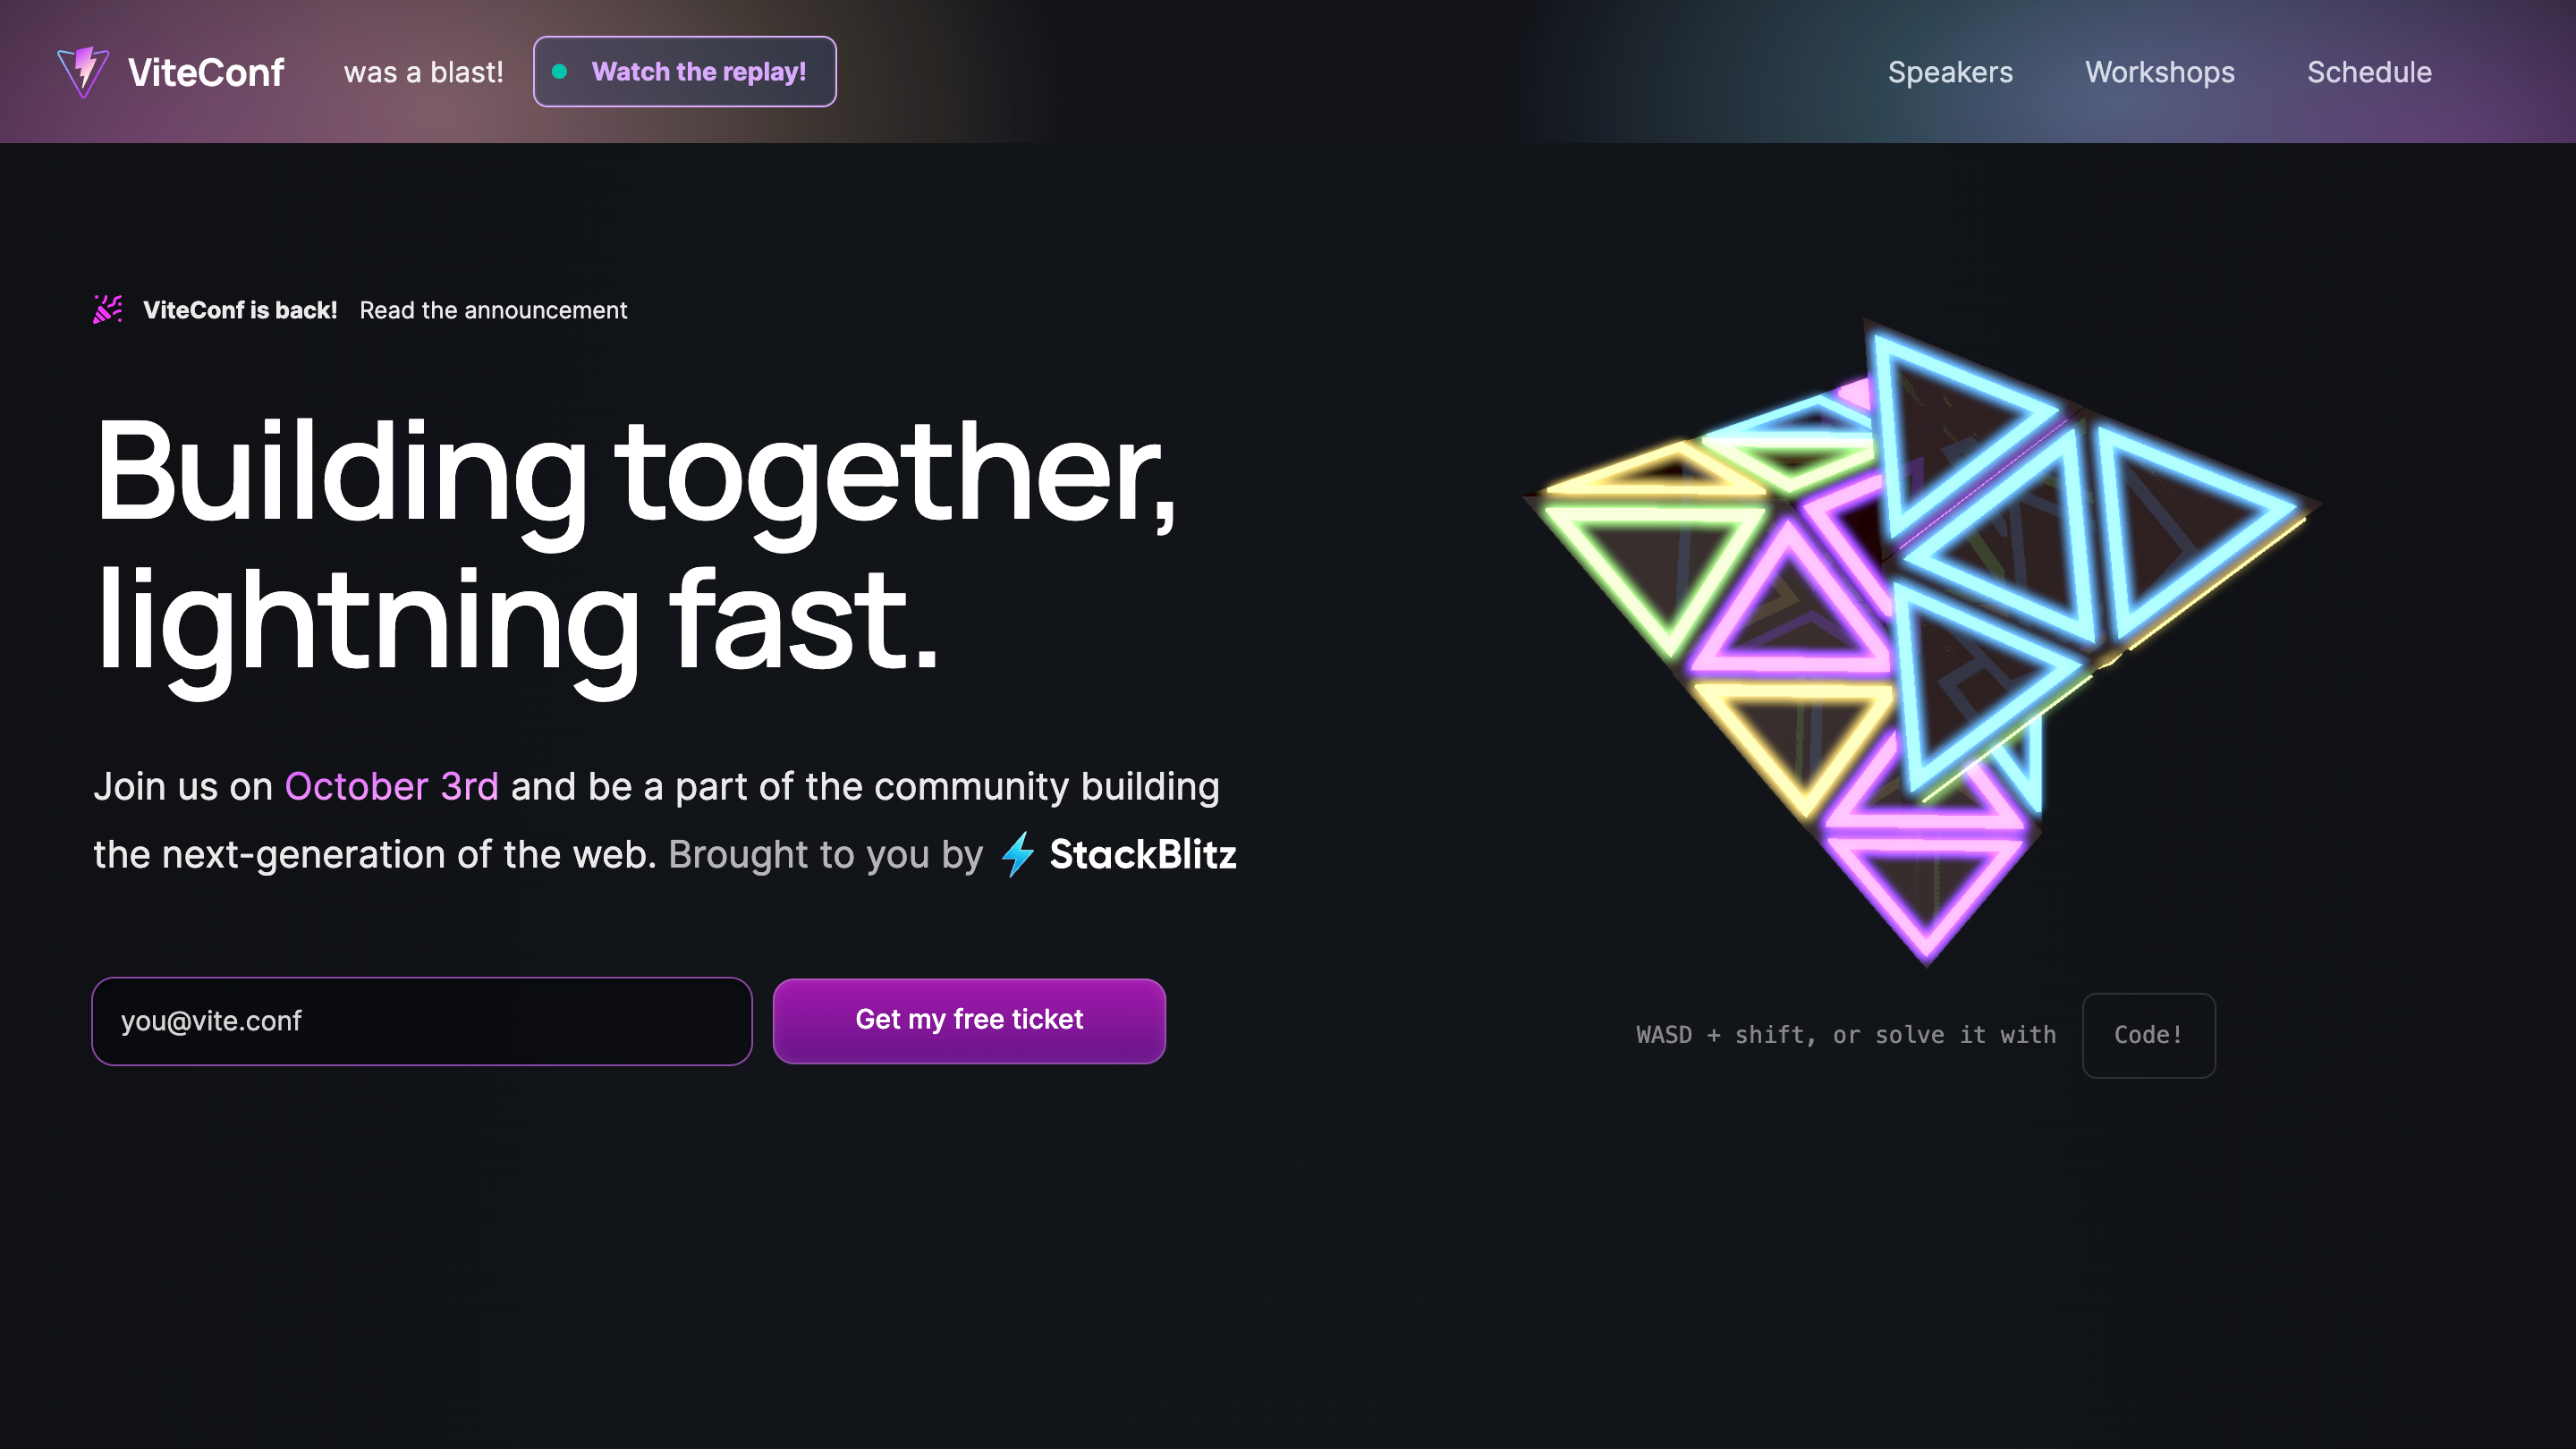 ViteConf was a blast! Watch the replay! Speakers Workshops Schedule
ViteConf is back! Read the announcement
Building together,
lightning fast.
Join us on October 3rd and be a part of the community building
the next-generation of the web. Brought to you by StackBlitz
you@vite.conf Get my free ticket
WASD + shift, or solve it with Code!